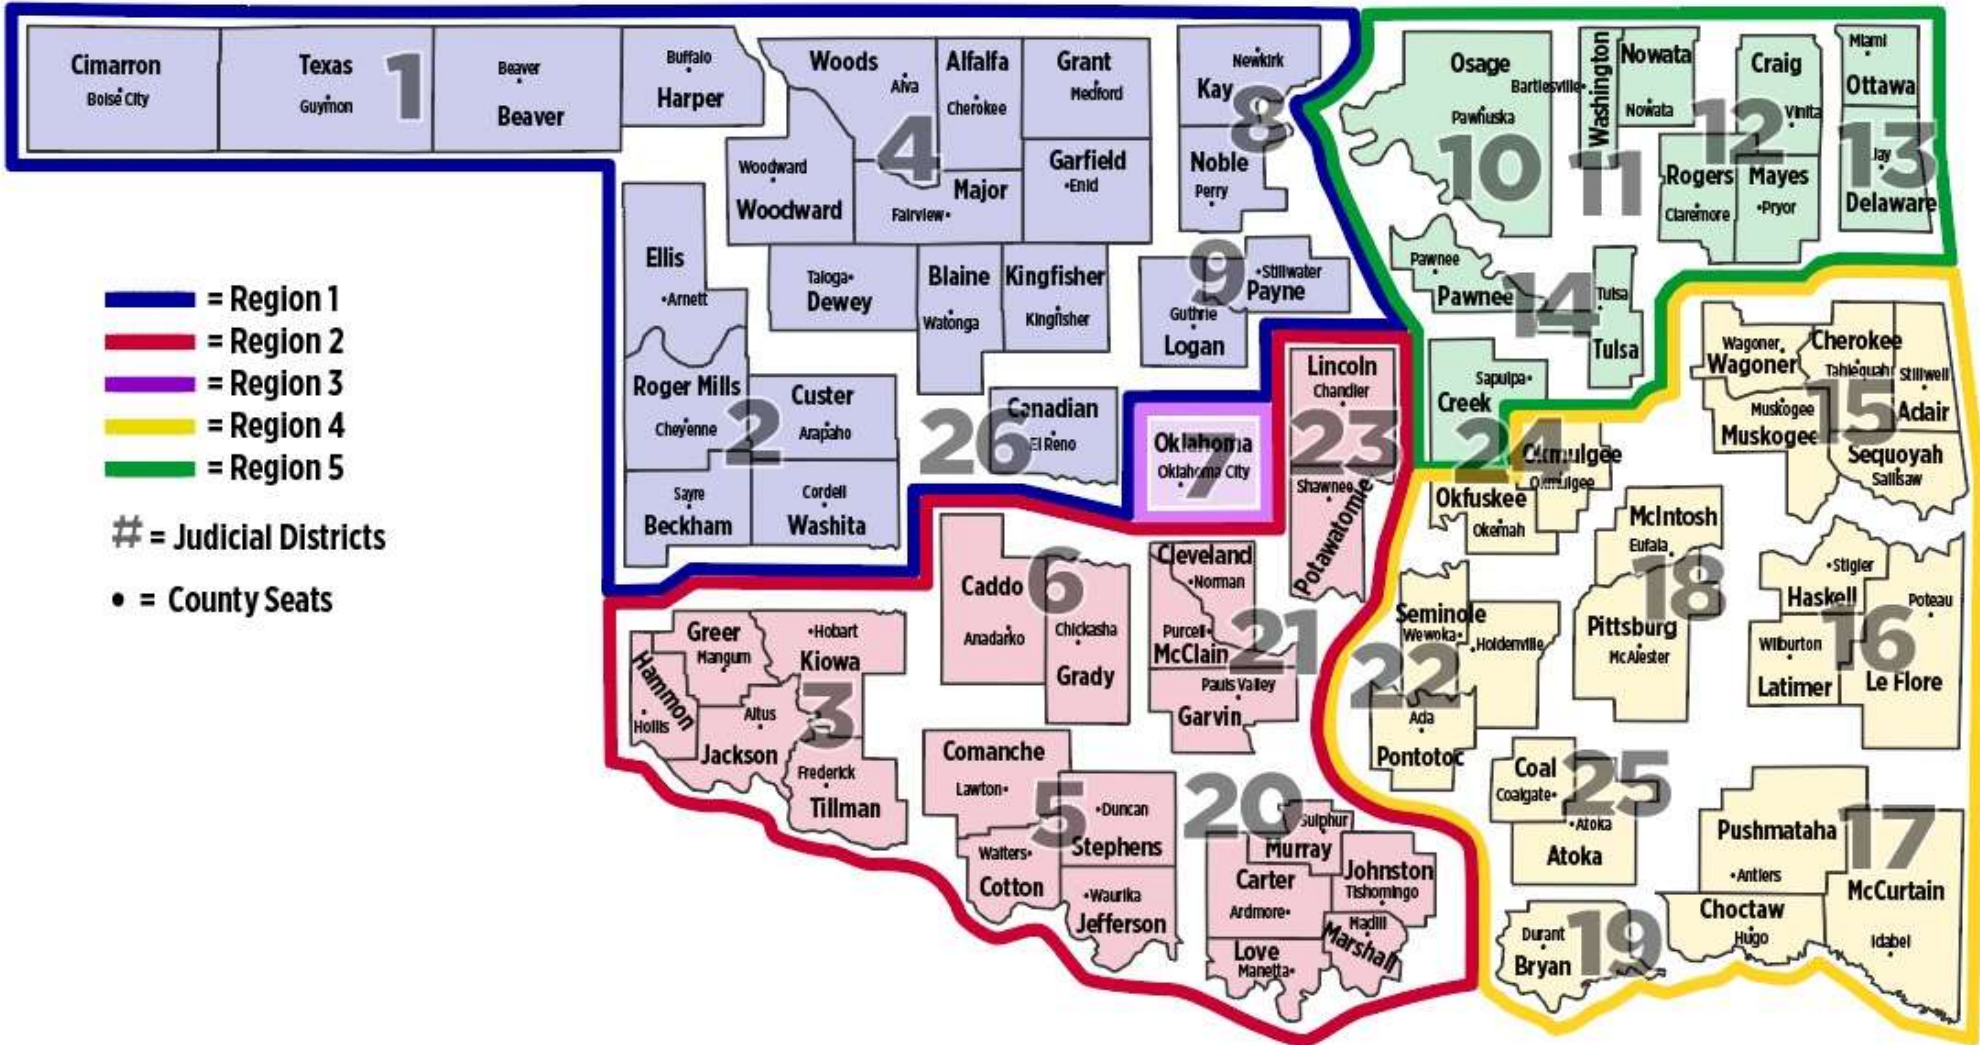 Cimarron
Boise City
Texas
Guymon
1
Beaver
Beaver
Buffalo
Harper
Woods
Alva
Alfalfa
Cherokee
Grant
Medford
4
Woodward
Woodward
Major
Fairview
Garfield
Enid
Newkirk
Kay
8
Noble
Perry
Ellis
Arnett
Taloga
Dewey
Blaine
Watonga
Kingfisher
Kingfisher
9
Stillwater
Payne
Guthrie
Logan
Roger Mills
Cheyenne
2
Custer
Arapaho
Sayre
Beckham
Cordell
Washita
26
Canadian
El Reno
Oklahoma
Oklahoma City
7
Lincoln
Chandler
23
Shawnee
Potawatomie
Osage
Pawhuska
10
Bartlesville
Washington
11
Nowata
Nowata
Craig
Vinita
12
Rogers
Claremore
Mayes
Pryor
Miami
Ottawa
13
Jay
Delaware
Pawnee
Pawnee
14
Tulsa
Tulsa
Sapulpa
Creek
24
Okmulgee
Okmulgee
Okfuskee
Okemah
Wagoner
Wagoner
Cherokee
Tahlequah
Stillwell
Adair
15
Muskogee
Muskogee
Sequoyah
Sallisaw
McIntosh
Eufala
18
Pittsburg
McAlester
Stigler
Haskell
16
Poteau
Le Flore
Wilburton
Latimer
Seminole
Wewoka
Holdenville
22
Ada
Pontotoc
Coal
Coalgate
25
Atoka
Atoka
Pushmataha
Antlers
17
McCurtain
Idabel
Choctaw
Hugo
Durant
Bryan
19
= Region 1
= Region 2
= Region 3
= Region 4
= Region 5
# = Judicial Districts
• = County Seats
Greer
Mangum
Hobart
Kiowa
Hammon
Hollis
3
Altus
Jackson
Frederick
Tillman
Caddo
Anadarko
6
Chickasha
Grady
Cleveland
Norman
Purcell
McClain
21
Pauls Valley
Garvin
Comanche
Lawton
5
Duncan
Stephens
Walters
Cotton
Waurika
Jefferson
20
Sulphur
Murray
Carter
Ardmore
Johnston
Tishomingo
Madill
Marshall
Love
Manetta